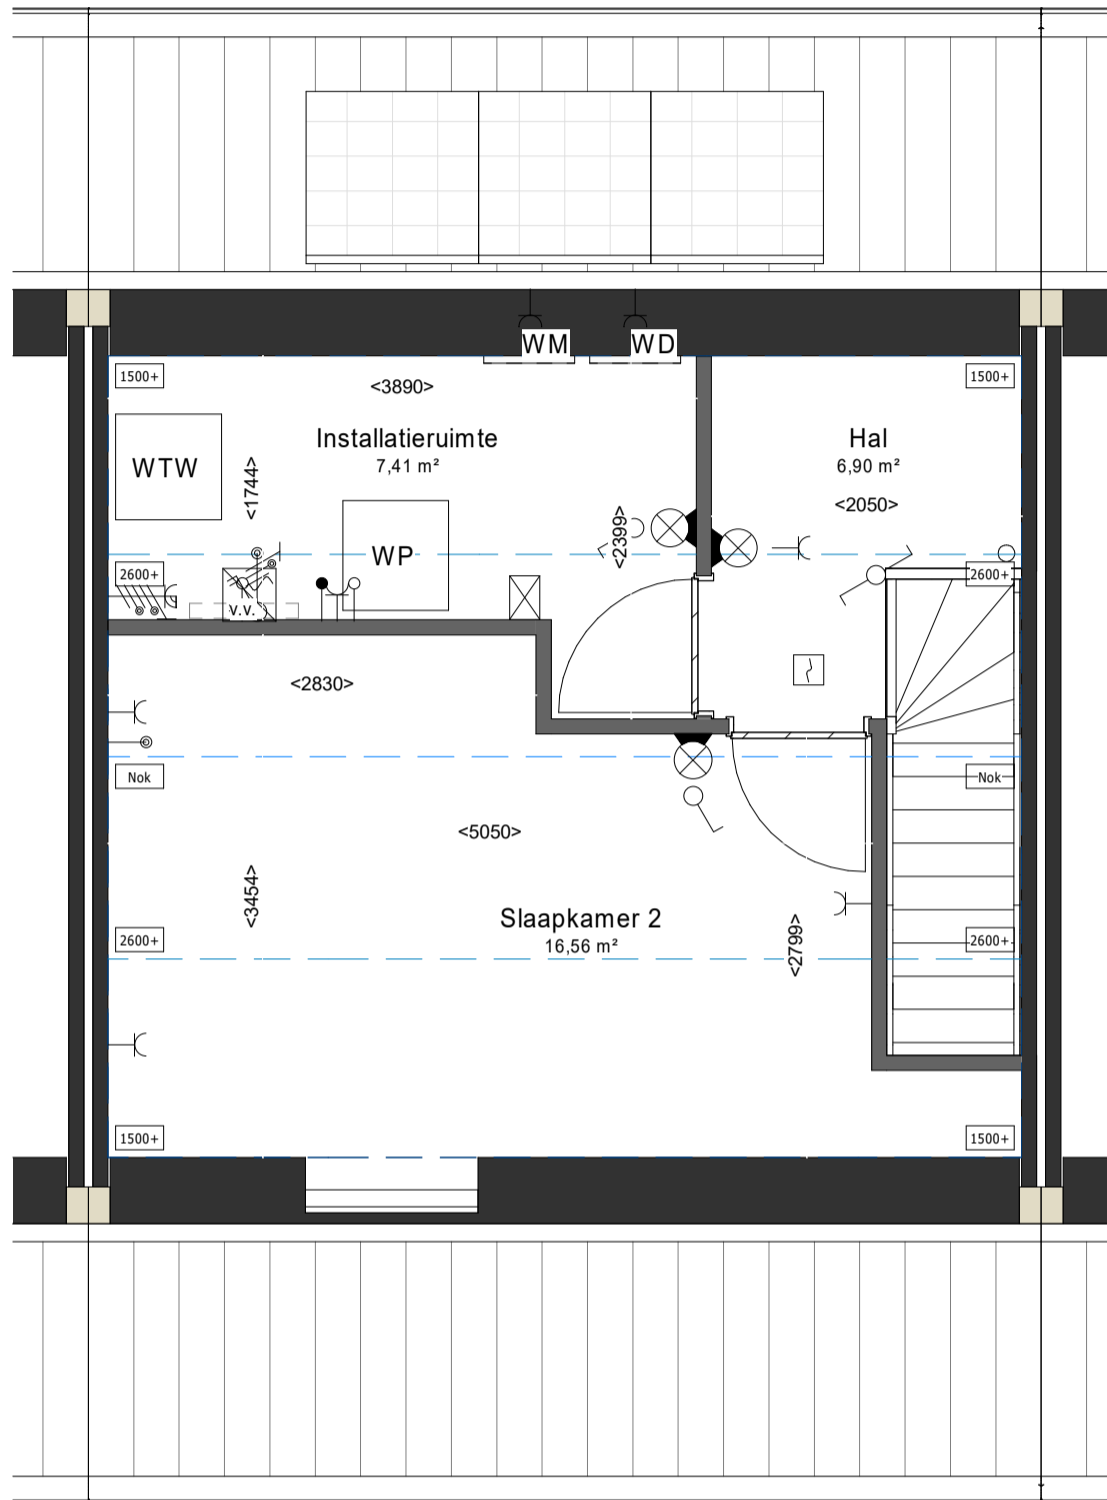 WM
WD
1500+
1500+
<3890>
Installatieruimte
7,41 m²
Hal
6,90 m²
WTW
<1744>
<2050>
<2399>
WP
2600+
2600+
v.v.
<2830>
Nok
Nok
<5050>
<3454>
Slaapkamer 2
16,56 m²
<2799>
2600+
2600+
1500+
1500+